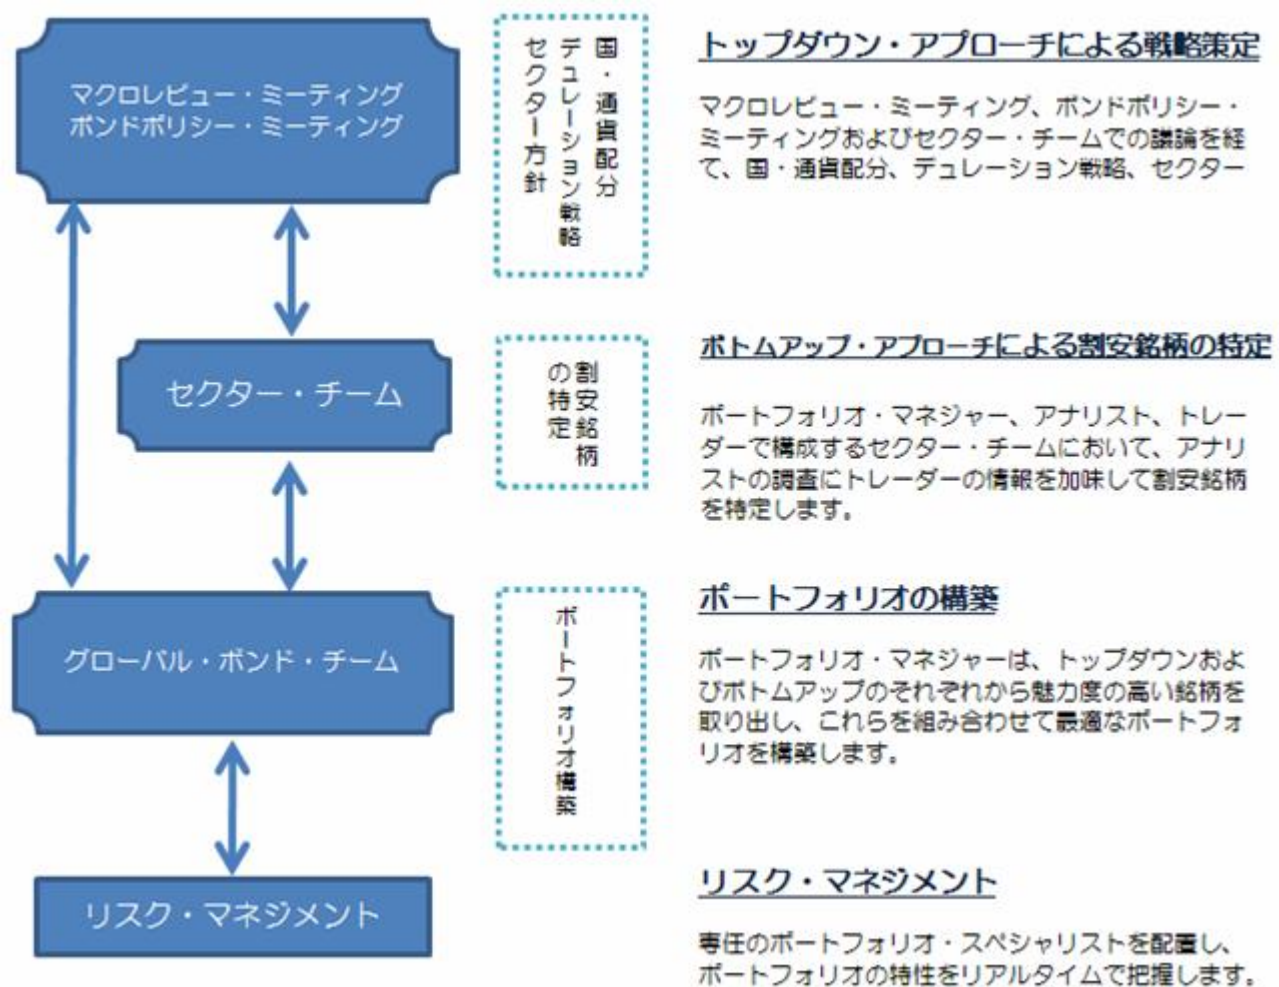 マクロレビュー・ミーティング
ボンドポリシー・ミーティング
国・通貨配分
デュレーション戦略
セクター方針
トップダウン・アプローチによる戦略策定
マクロレビュー・ミーティング、ボンドポリシー・
ミーティングおよびセクター・チームでの議論を経
て、国・通貨配分、デュレーション戦略、セクター
セクター・チーム
割安銘柄
の特定
ボトムアップ・アプローチによる割安銘柄の特定
ポートフォリオ・マネジャー、アナリスト、トレー
ダーで構成するセクター・チームにおいて、アナリ
ストの調査にトレーダーの情報を加味して割安銘柄
を特定します。
グローバル・ボンド・チーム
ポートフォリオ構築
ポートフォリオの構築
ポートフォリオ・マネジャーは、トップダウンおよ
びボトムアップのそれぞれから魅力度の高い銘柄を
取り出し、これらを組み合わせて最適なポートフォ
リオを構築します。
リスク・マネジメント
リスク・マネジメント
専任のポートフォリオ・スペシャリストを配置し、
ポートフォリオの特性をリアルタイムで把握します。